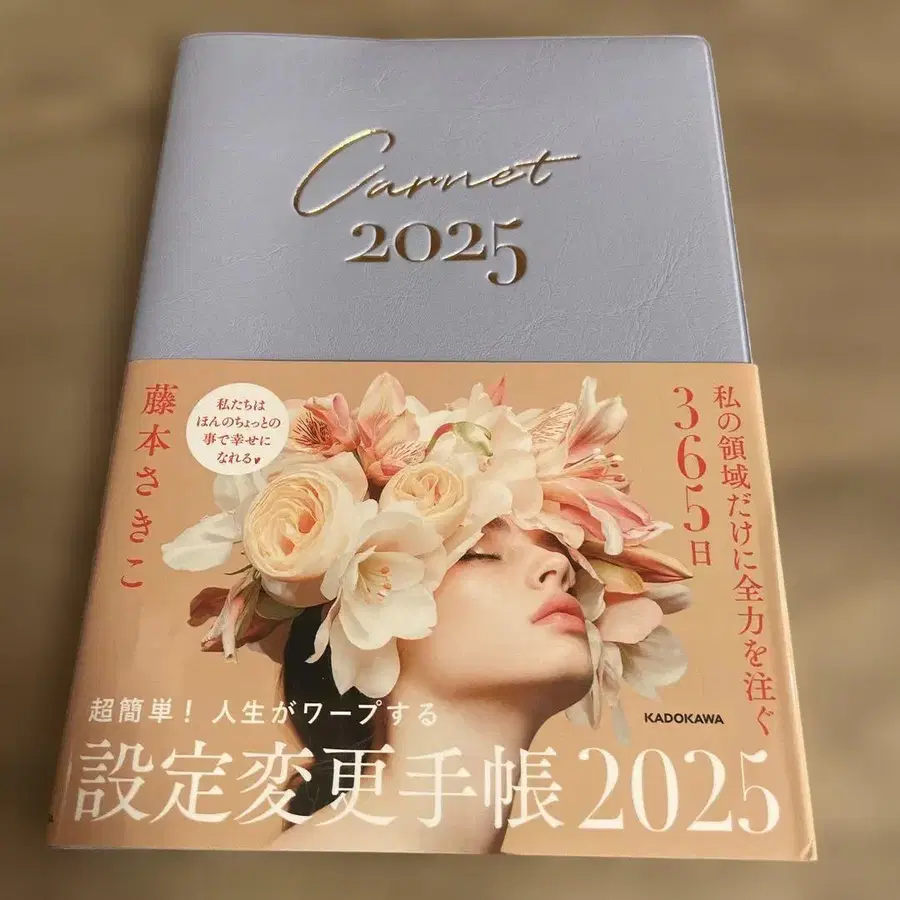 Carnet
2025
私の領域だけに全力を注ぐ
365日
藤本さきこ
私たちは
ほんのちょっとの
事で幸せに
なれる♥
KADOKAWA
超簡単！人生がワープする
設定変更手帳2025